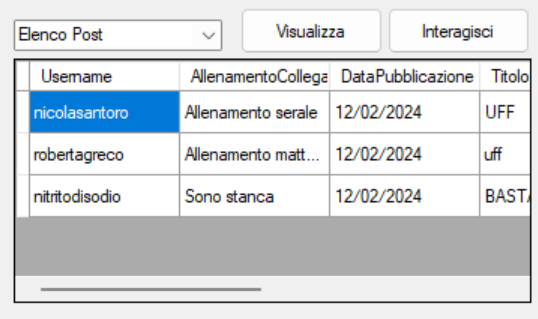 Elenco Post Visualizza Interagisci
Username AllenamentoCollega DataPubblicazione Titolo
nicolasantoro Allenamento serale 12/02/2024 UFF
robertagreco Allenamento matt... 12/02/2024 uff
nitritodisodio Sono stanca 12/02/2024 BASTA